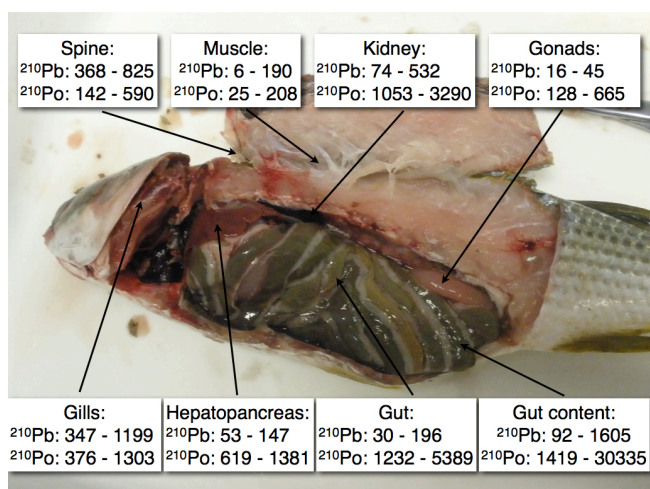 Spine:
²¹⁰Pb: 368 - 825
²¹⁰Po: 142 - 590
Muscle:
²¹⁰Pb: 6 - 190
²¹⁰Po: 25 - 208
Kidney:
²¹⁰Pb: 74 - 532
²¹⁰Po: 1053 - 3290
Gonads:
²¹⁰Pb: 16 - 45
²¹⁰Po: 128 - 665
Gills:
²¹⁰Pb: 347 - 1199
²¹⁰Po: 376 - 1303
Hepatopancreas:
²¹⁰Pb: 53 - 147
²¹⁰Po: 619 - 1381
Gut:
²¹⁰Pb: 30 - 196
²¹⁰Po: 1232 - 5389
Gut content:
²¹⁰Pb: 92 - 1605
²¹⁰Po: 1419 - 30335